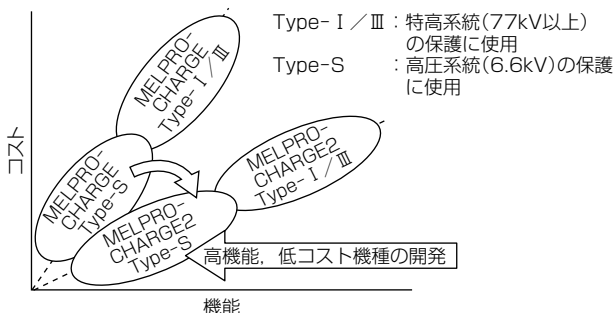 Type-Ⅰ／Ⅲ：特高系統(77kV以上)
の保護に使用
Type-S　　：高圧系統(6.6kV)の保護
に使用
MELPRO-
CHARGE
Type-Ⅰ／Ⅲ
MELPRO-
CHARGE
Type-S
MELPRO-
CHARGE2
Type-Ⅰ／Ⅲ
MELPRO-
CHARGE2
Type-S
高機能，低コスト機種の開発
コスト
機能